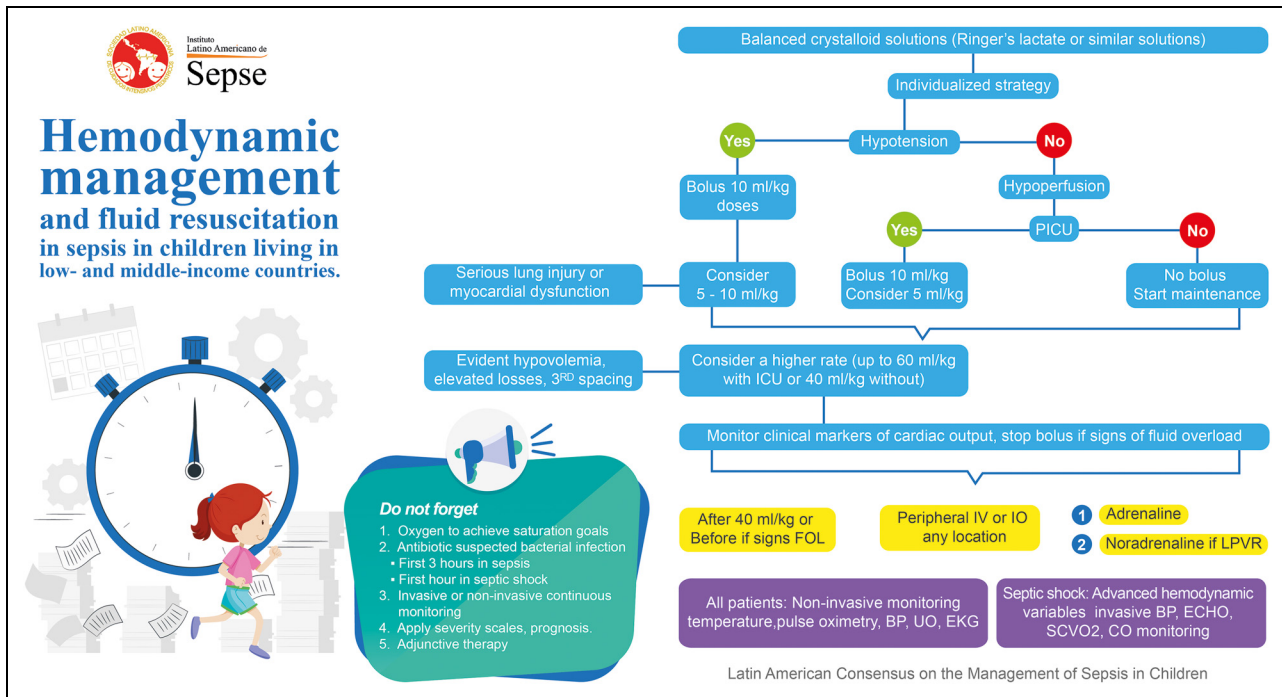 SOCIEDAD LATINO AMERICANA
DE CUIDADOS INTENSIVOS PEDIÁTRICOS
Instituto
Latino Americano de
Sepse
Hemodynamic
management
and fluid resuscitation
in sepsis in children living in
low- and middle-income countries.
Balanced crystalloid solutions (Ringer's lactate or similar solutions)
Individualized strategy
Yes
Hypotension
No
Bolus 10 ml/kg
doses
Hypoperfusion
Yes
PICU
No
Serious lung injury or
myocardial dysfunction
Consider
5 - 10 ml/kg
Bolus 10 ml/kg
Consider 5 ml/kg
No bolus
Start maintenance
Evident hypovolemia,
elevated losses, 3RD spacing
Consider a higher rate (up to 60 ml/kg
with ICU or 40 ml/kg without)
Monitor clinical markers of cardiac output, stop bolus if signs of fluid overload
Do not forget
1. Oxygen to achieve saturation goals
2. Antibiotic suspected bacterial infection
▪ First 3 hours in sepsis
▪ First hour in septic shock
3. Invasive or non-invasive continuous
monitoring
4. Apply severity scales, prognosis.
5. Adjunctive therapy
After 40 ml/kg or
Before if signs FOL
Peripheral IV or IO
any location
1 Adrenaline
2 Noradrenaline if LPVR
All patients: Non-invasive monitoring
temperature,pulse oximetry, BP, UO, EKG
Septic shock: Advanced hemodynamic
variables invasive BP, ECHO,
SCVO2, CO monitoring
Latin American Consensus on the Management of Sepsis in Children